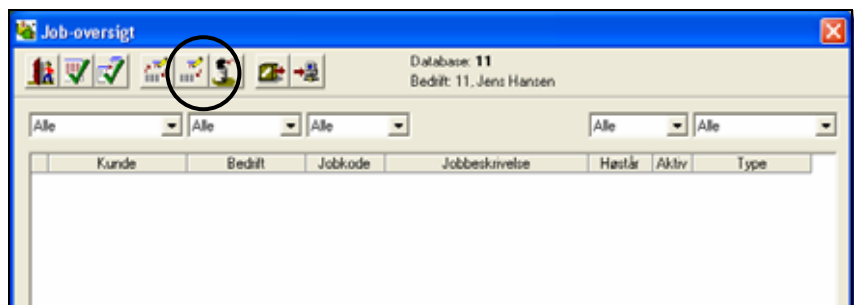 Job-oversigt
Database: 11
Bedrift: 11, Jens Hansen
Alle Alle Alle Alle Alle
Kunde Bedrift Jobkode Jobbeskrivelse Høstår Aktiv Type